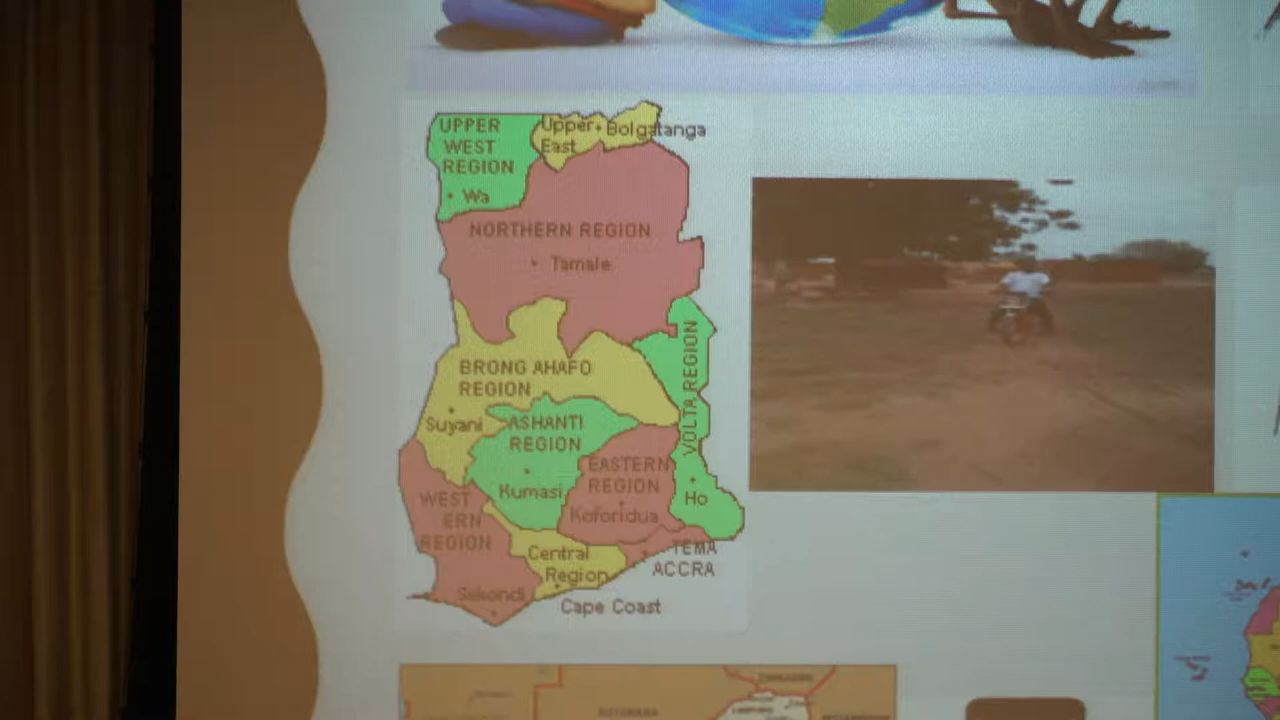 UPPER
WEST
REGION
Wa
Upper
East
Bolgatanga
NORTHERN REGION
Tamale
BRONG AHAFO
REGION
Suyani
ASHANTI
REGION
Kumasi
VOLTA REGION
Ho
EASTERN
REGION
Koforidua
WEST
ERN
REGION
Sekondi
Central
Region
Cape Coast
TEMA
ACCRA
BOTSWANA